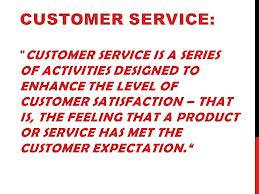 CUSTOMER SERVICE:
"CUSTOMER SERVICE IS A SERIES
OF ACTIVITIES DESIGNED TO
ENHANCE THE LEVEL OF
CUSTOMER SATISFACTION – THAT
IS, THE FEELING THAT A PRODUCT
OR SERVICE HAS MET THE
CUSTOMER EXPECTATION."